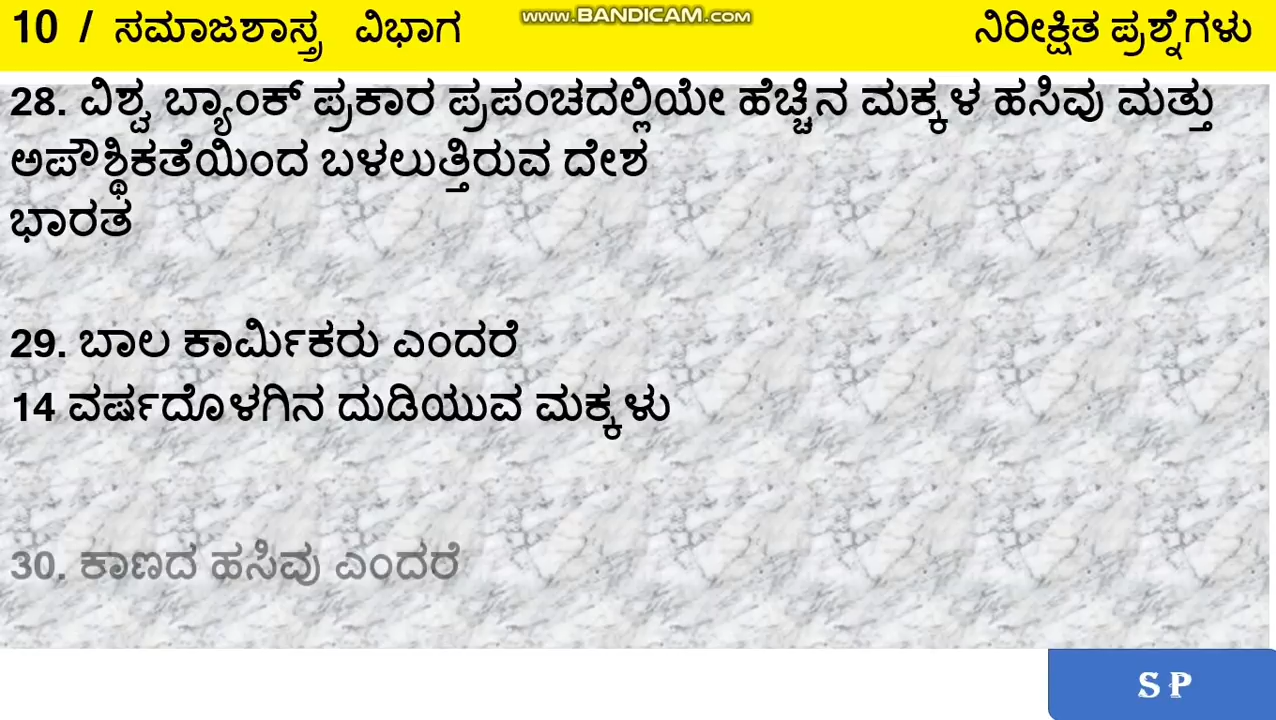 10 / ಸಮಾಜಶಾಸ್ತ್ರ ವಿಭಾಗ
www.BANDICAM.com
ನಿರೀಕ್ಷಿತ ಪ್ರಶ್ನೆಗಳು
28. ವಿಶ್ವ ಬ್ಯಾಂಕ್ ಪ್ರಕಾರ ಪ್ರಪಂಚದಲ್ಲಿಯೇ ಹೆಚ್ಚಿನ ಮಕ್ಕಳ ಹಸಿವು ಮತ್ತು
ಅಪೌಶ್ಥಿಕತೆಯಿಂದ ಬಳಲುತ್ತಿರುವ ದೇಶ
ಭಾರತ
29. ಬಾಲ ಕಾರ್ಮಿಕರು ಎಂದರೆ
14 ವರ್ಷದೊಳಗಿನ ದುಡಿಯುವ ಮಕ್ಕಳು
30. ಕಾಣದ ಹಸಿವು ಎಂದರೆ
S P